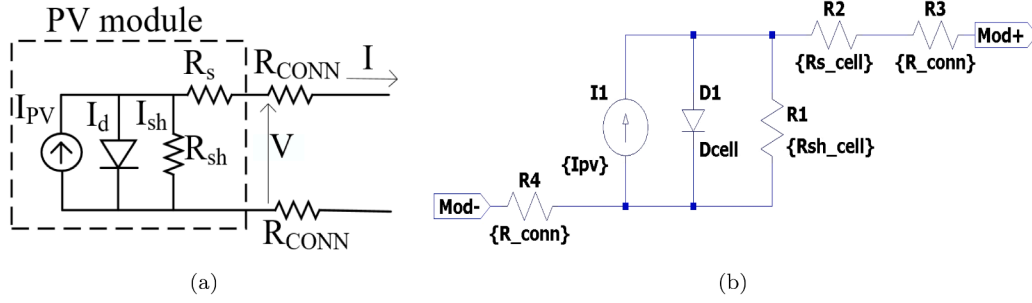 PV module
R_s
R_CONN
I
I_PV
I_d
I_sh
R_sh
V
R_CONN
(a)
R2
{Rs_cell}
R3
{R_conn}
Mod+
I1
{Ipv}
D1
Dcell
R1
{Rsh_cell}
Mod-
R4
{R_conn}
(b)